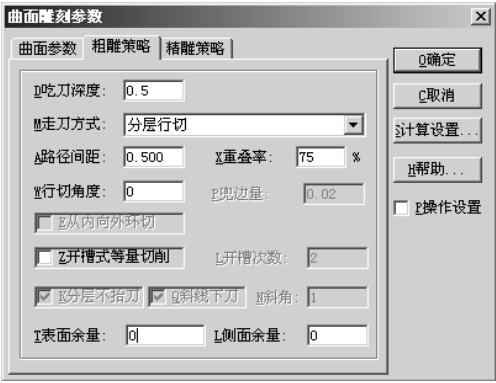 曲面雕刻参数
曲面参数 粗雕策略 精雕策略
D吃刀深度: 0.5
M走刀方式: 分层行切
A路径间距: 0.500 X重叠率: 75 %
W行切角度: 0 P兜边量: 0.02
E从内向外环切
Z开槽式等量切削 L开槽次数: 2
K分层不抬刀 Q斜线下刀 N斜角: 1
T表面余量: 0 L侧面余量: 0
O确定
C取消
S计算设置...
H帮助...
P操作设置